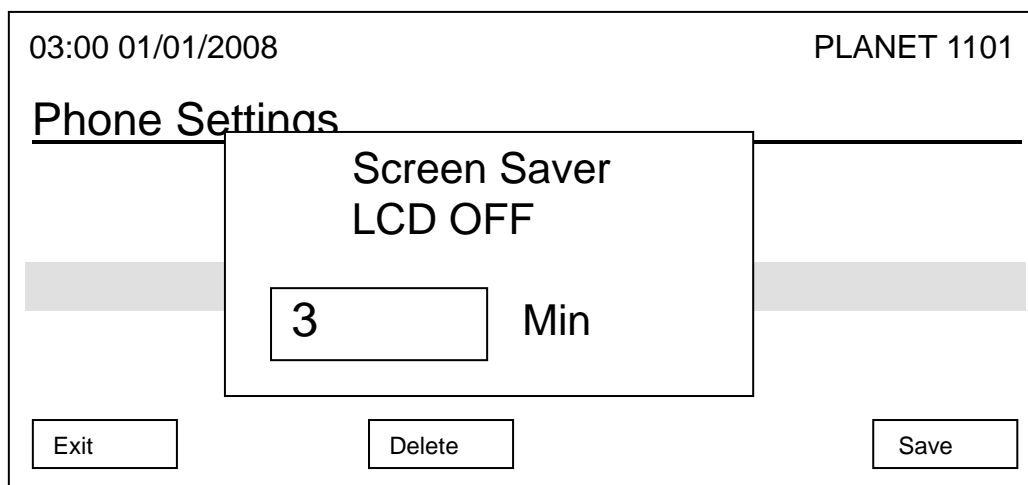 03:00 01/01/2008 PLANET 1101
Phone Settings
Screen Saver
LCD OFF
3 Min
Exit Delete Save